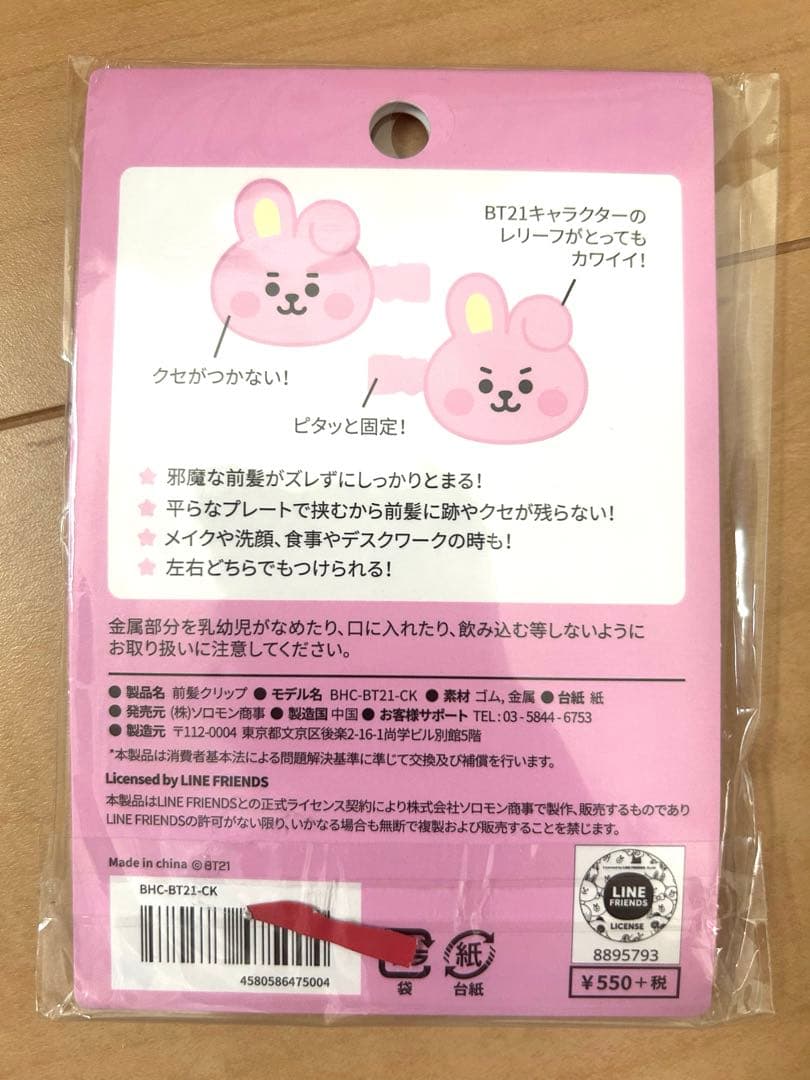 BT21キャラクターの
レリーフがとっても
カワイイ！
クセがつかない！
ピタッと固定！
邪魔な前髪がズレずにしっかりとまる！
平らなプレートで挟むから前髪に跡やクセが残らない！
メイクや洗顔、食事やデスクワークの時も！
左右どちらでもつけられる！
金属部分を乳幼児がなめたり、口に入れたり、飲み込む等しないように
お取り扱いに注意してください。
● 製品名 前髪クリップ ● モデル名 BHC-BT21-CK ● 素材 ゴム, 金属 ● 台紙 紙
● 発売元 (株)ソロモン商事 ● 製造国 中国 ● お客様サポート TEL : 03 - 5844 - 6753
● 製造元 〒112-0004 東京都文京区後楽2-16-1尚学ビル別館5階
*本製品は消費者基本法による問題解決基準に準じて交換及び補償を行います。
Licensed by LINE FRIENDS
本製品はLINE FRIENDSとの正式ライセンス契約により株式会社ソロモン商事で製作、販売するものであり
LINE FRIENDSの許可がない限り、いかなる場合も無断で複製および販売することを禁じます。
Made in china ©BT21
BHC-BT21-CK
4580586475004
袋
紙
台紙
LINE
FRIENDS
LICENSE
8895793
¥550＋税